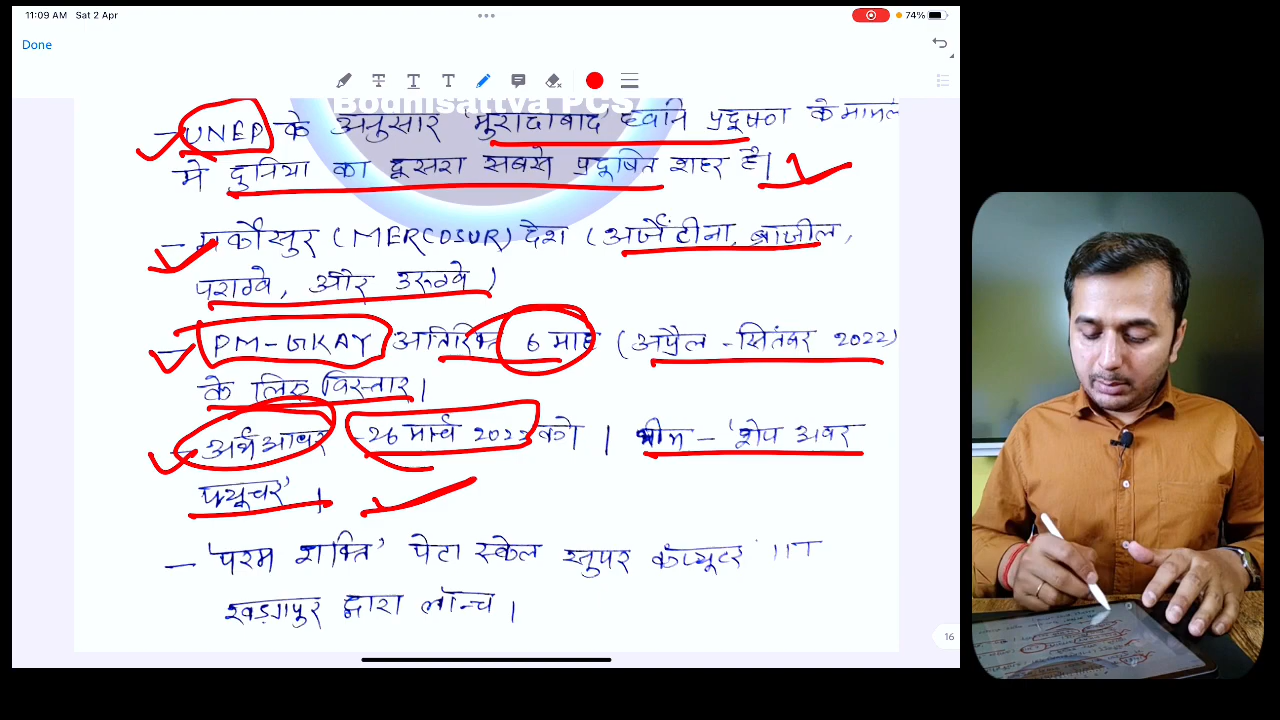 11:09 AM Sat 2 Apr
74%
Done
Bodhisattva PCS
- UNEP के अनुसार 'मुरादाबाद' ध्वनि प्रदूषण के मामले
में दुनिया का दूसरा सबसे प्रदूषित शहर है।
- मर्कोसुर (MERCOSUR) देश (अर्जेंटीना, ब्राजील,
पराग्वे, और उरुग्वे)
- PM-GKAY अतिरिक्त 6 माह (अप्रैल - सितंबर 2022)
के लिए विस्तार।
- अर्थ आवर - 26 मार्च 2022 को | थीम - 'शेप अवर
फ्यूचर' |
- 'परम शक्ति' पेटा स्केल सुपर कंप्यूटर IIT
खड़गपुर द्वारा लॉन्च |
16